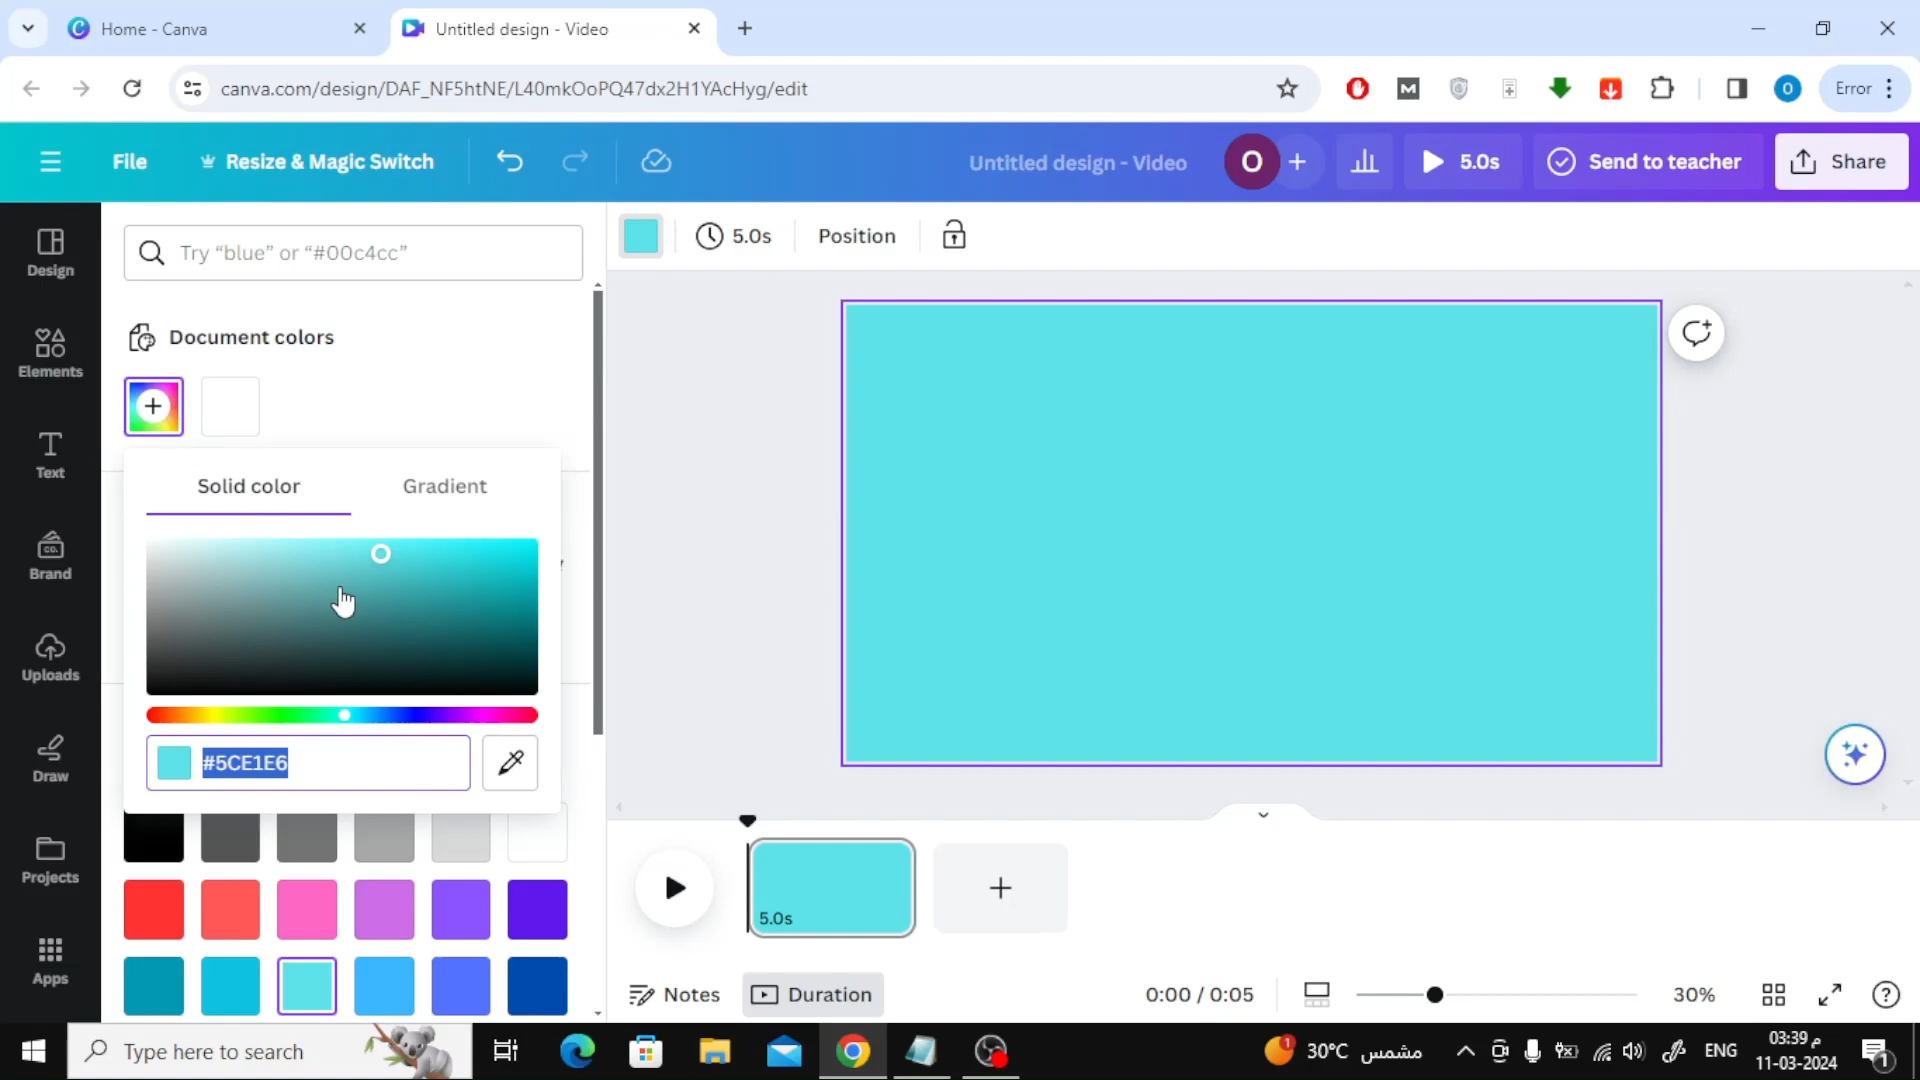 Home - Canva
Untitled design - Video
canva.com/design/DAF_NF5htNE/L40mkOoPQ47dx2H1YAcHyg/edit
Error
File
Resize & Magic Switch
Untitled design - Video
O
5.0s
Send to teacher
Share
Design
Elements
Text
CO.
Brand
Uploads
Draw
Projects
Apps
Try “blue” or “#00c4cc”
Document colors
Solid color
Gradient
#5CE1E6
5.0s
Position
5.0s
Notes
Duration
0:00 / 0:05
30%
Type here to search
30°C مشمس
ENG
03:39 م
11-03-2024
1